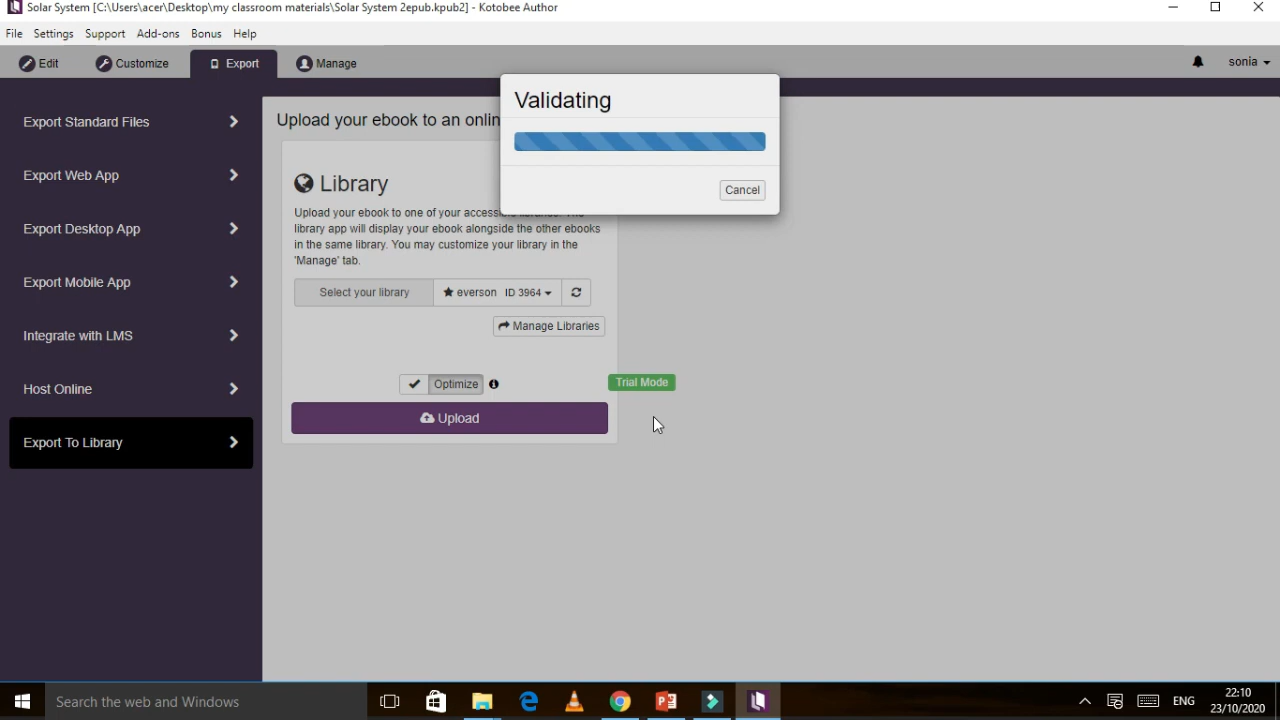 Solar System [C:\Users\acer\Desktop\my classroom materials\Solar System 2epub.kpub2] - Kotobee Author
File Settings Support Add-ons Bonus Help
Edit Customize Export Manage sonia
Export Standard Files
Export Web App
Export Desktop App
Export Mobile App
Integrate with LMS
Host Online
Export To Library
Upload your ebook to an onlin
Library
Upload your ebook to one of your
library app will display your ebook alongside the other ebooks
in the same library. You may customize your library in the
'Manage' tab.
Select your library everson ID 3964
Manage Libraries
Optimize
Trial Mode
Upload
Validating
Cancel
Search the web and Windows
ENG
22:10
23/10/2020